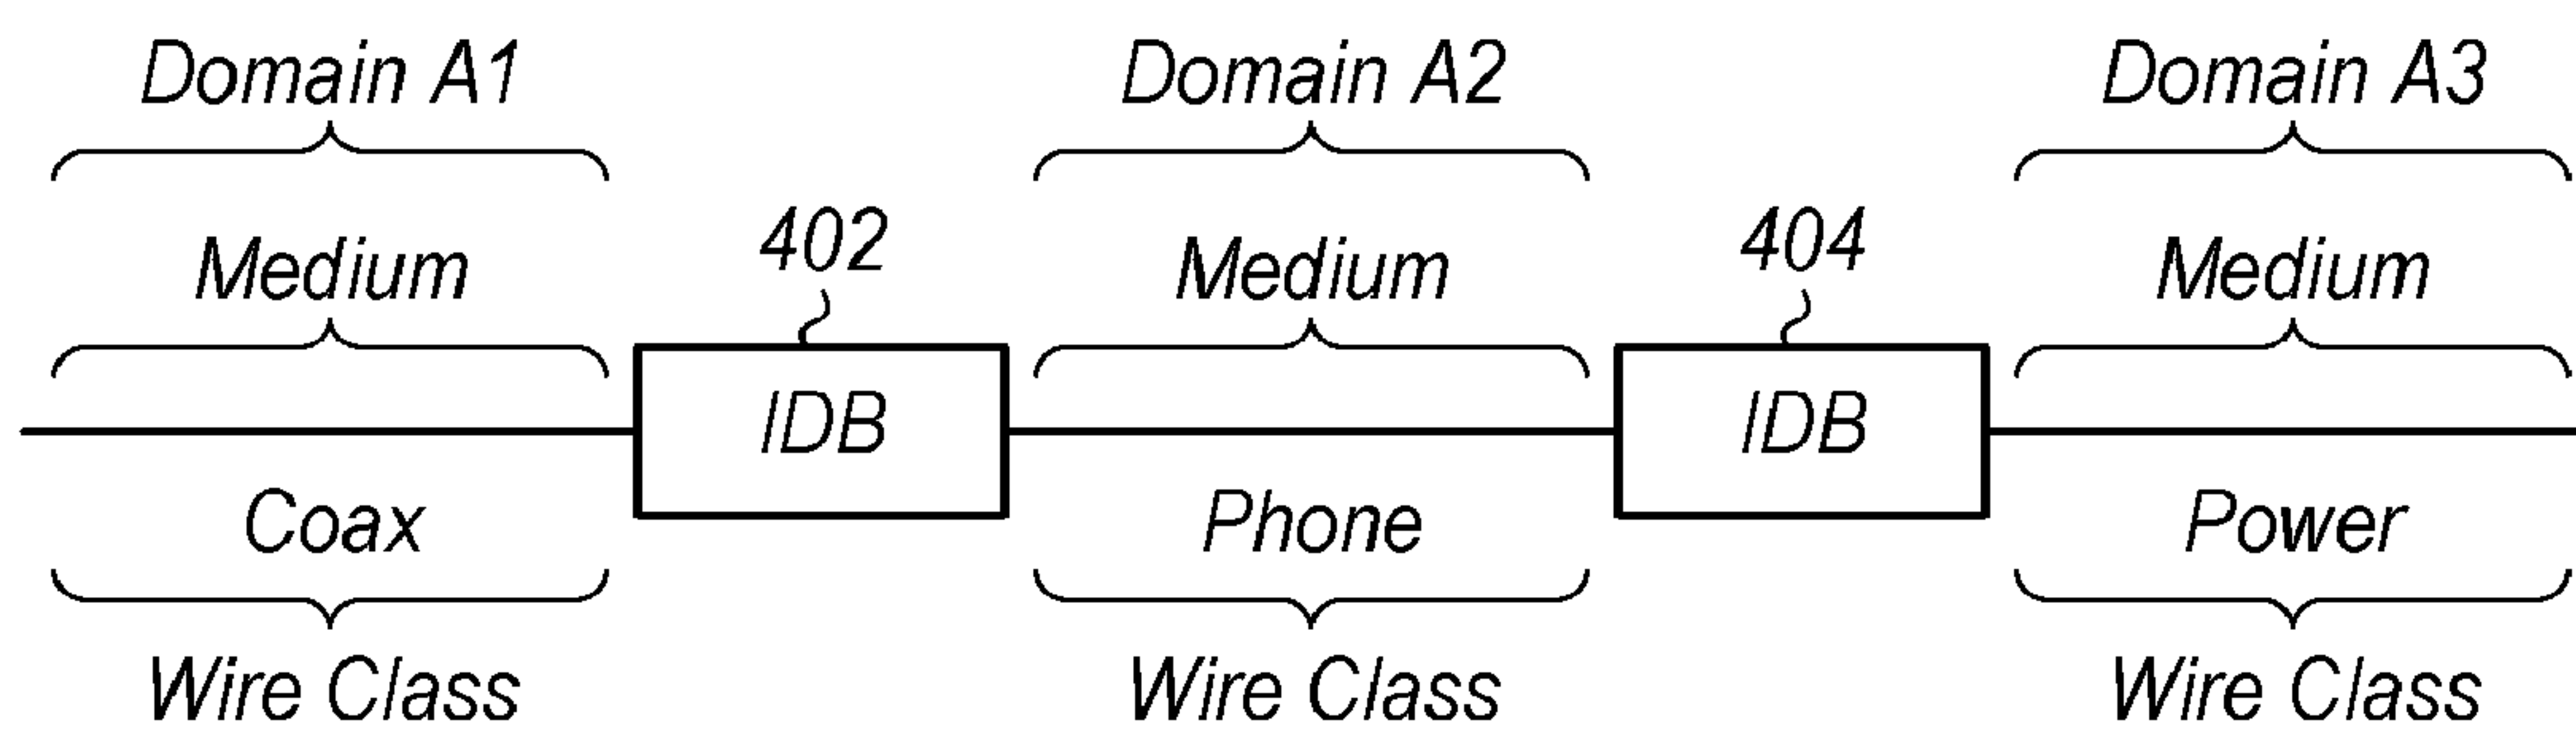 Domain A1 Domain A2 Domain A3
Medium 402 Medium 404 Medium
IDB IDB
Coax Phone Power
Wire Class Wire Class Wire Class